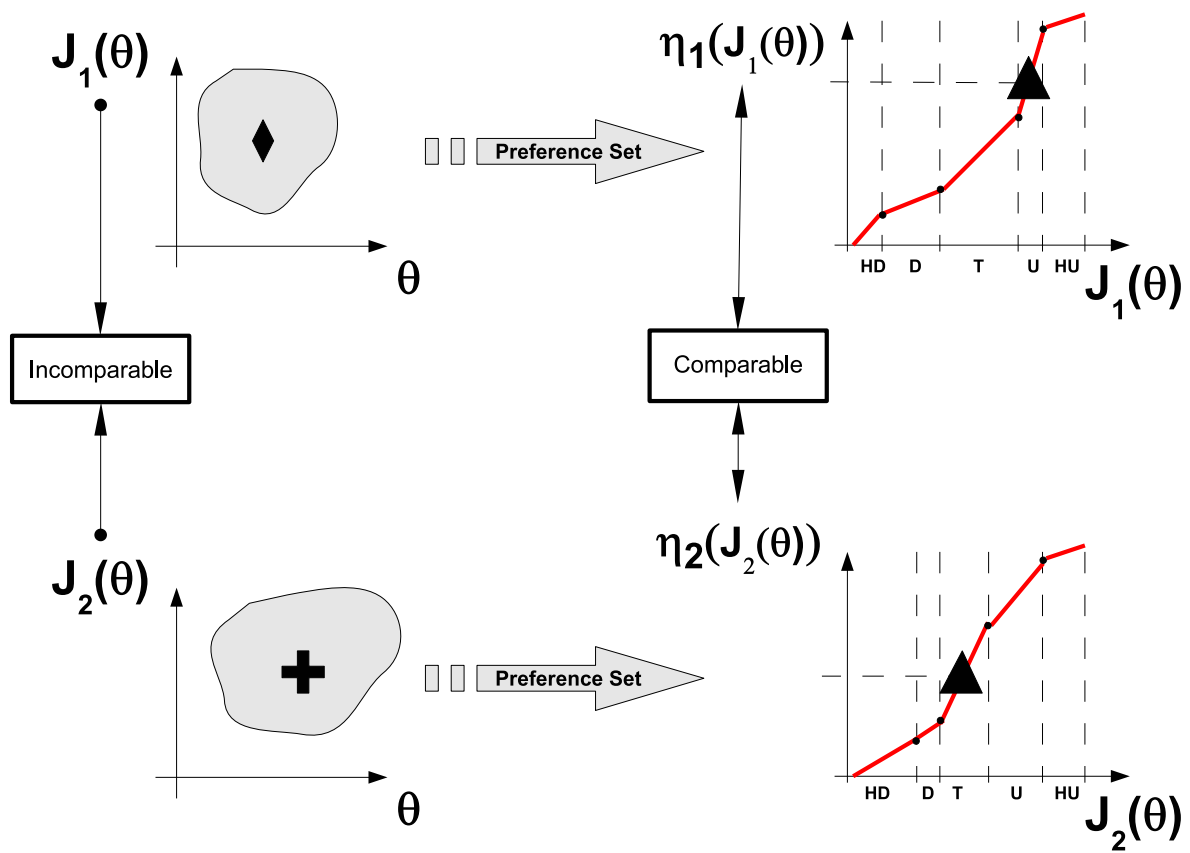 J₁(θ)
θ
Preference Set
η₁(J₁(θ))
HD D T U HU
J₁(θ)
Incomparable
Comparable
J₂(θ)
θ
Preference Set
η₂(J₂(θ))
HD D T U HU
J₂(θ)